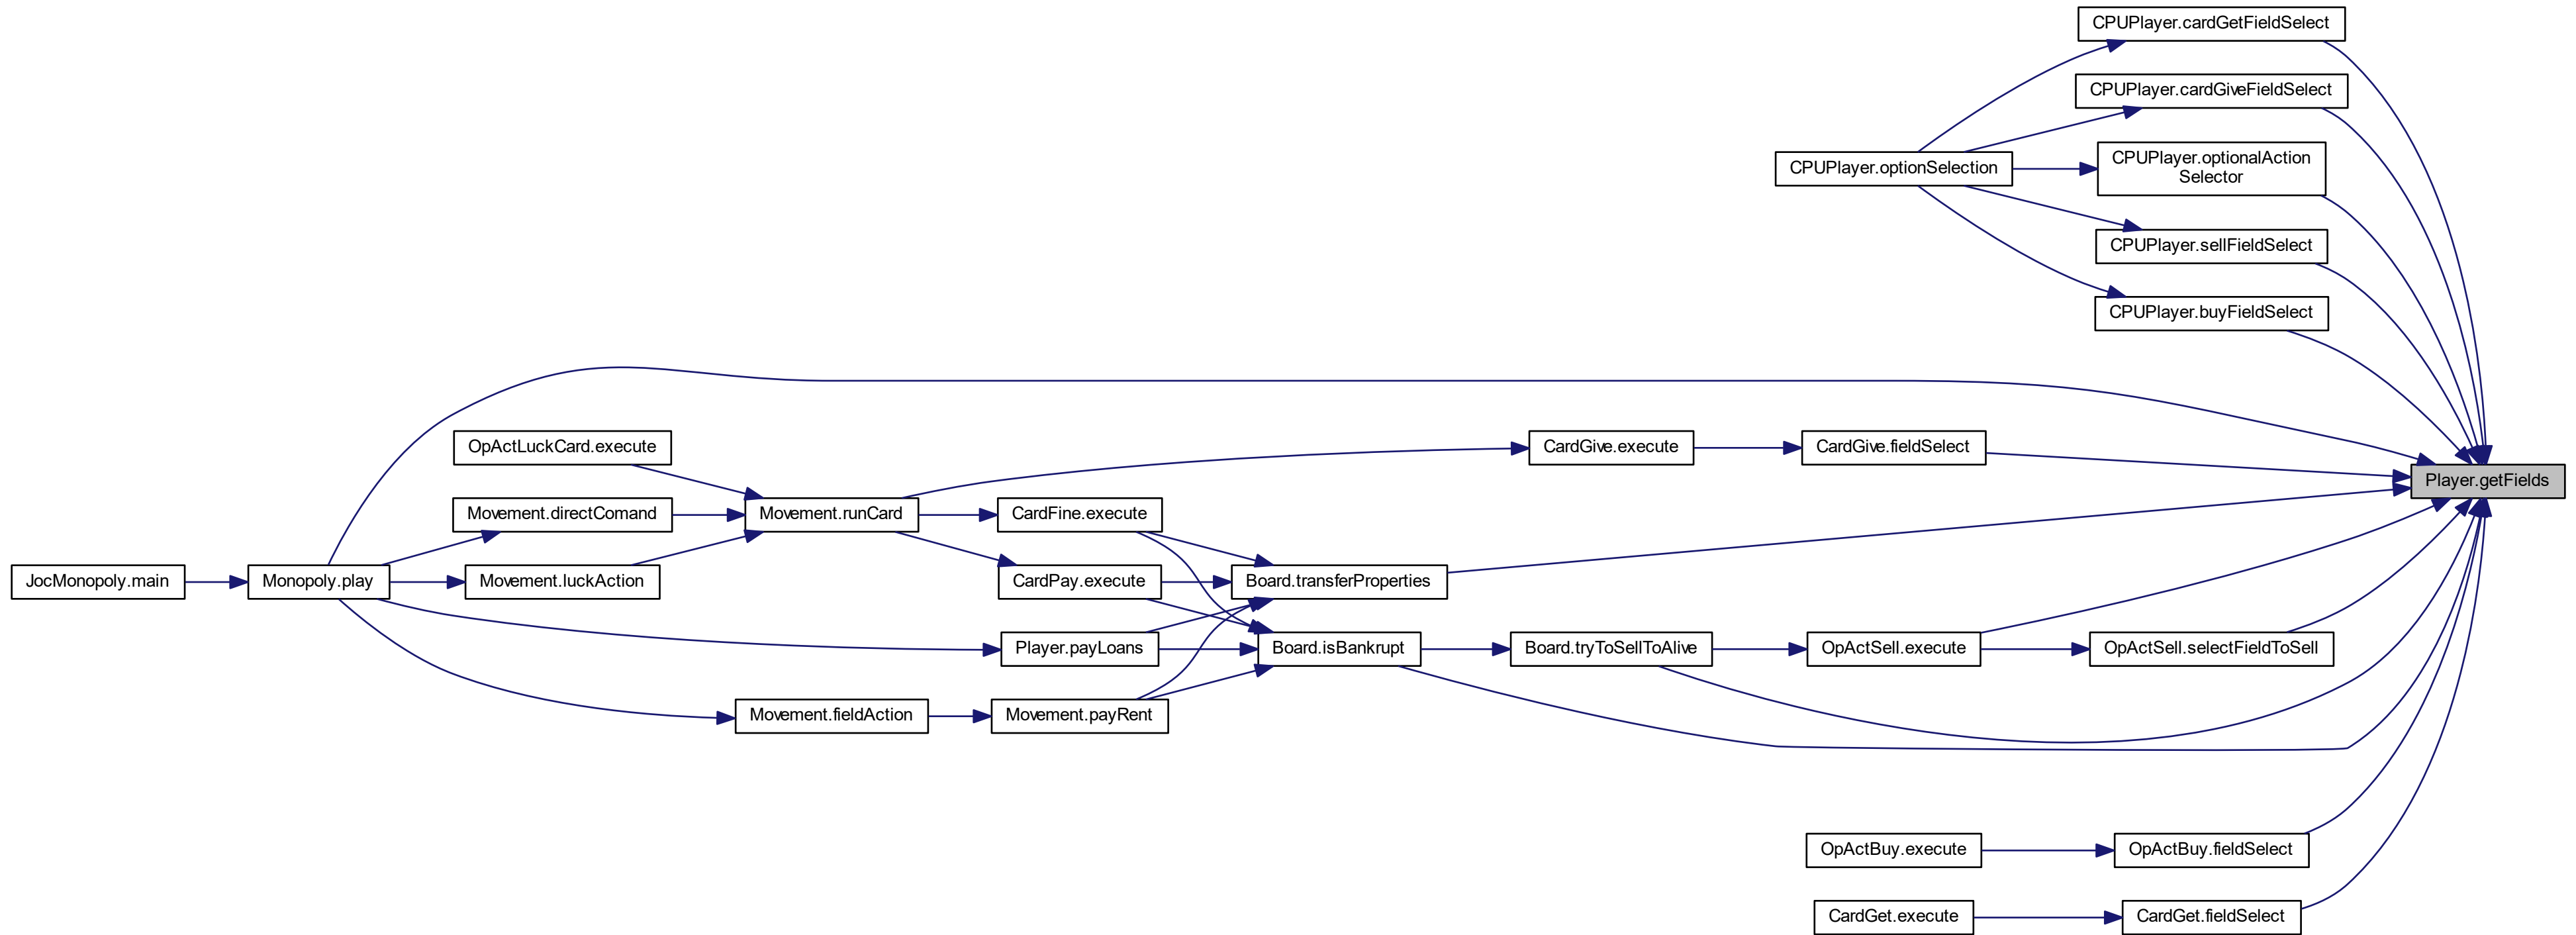 CPUPlayer.cardGetFieldSelect
CPUPlayer.cardGiveFieldSelect
CPUPlayer.optionalAction
Selector
CPUPlayer.optionSelection
CPUPlayer.sellFieldSelect
CPUPlayer.buyFieldSelect
OpActLuckCard.execute
CardGive.execute
CardGive.fieldSelect
Player.getFields
Movement.directComand
Movement.runCard
CardFine.execute
JocMonopoly.main
Monopoly.play
Movement.luckAction
CardPay.execute
Board.transferProperties
Player.payLoans
Board.isBankrupt
Board.tryToSellToAlive
OpActSell.execute
OpActSell.selectFieldToSell
Movement.fieldAction
Movement.payRent
OpActBuy.execute
OpActBuy.fieldSelect
CardGet.execute
CardGet.fieldSelect